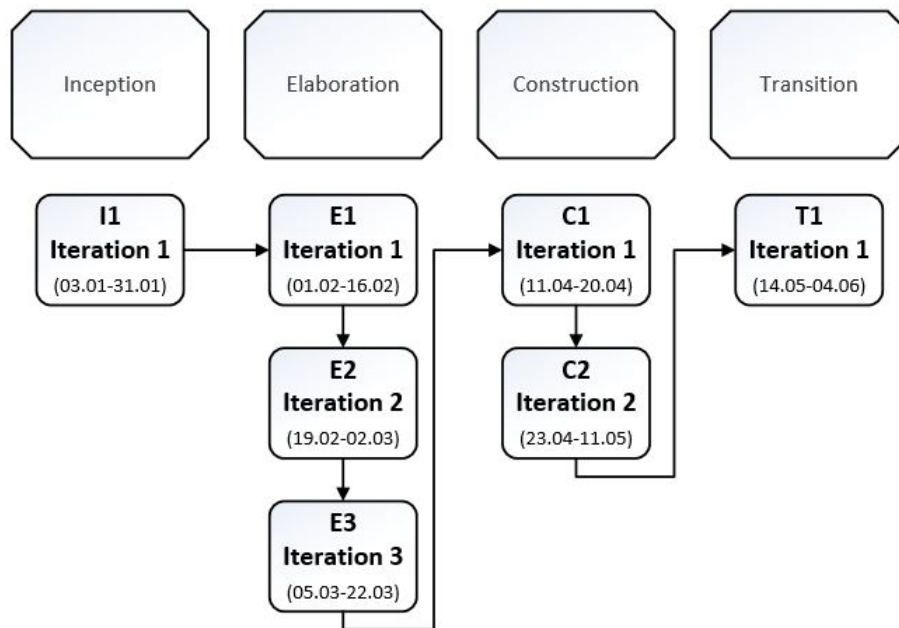 Inception
Elaboration
Construction
Transition
I1
Iteration 1
(03.01-31.01)
E1
Iteration 1
(01.02-16.02)
C1
Iteration 1
(11.04-20.04)
T1
Iteration 1
(14.05-04.06)
E2
Iteration 2
(19.02-02.03)
C2
Iteration 2
(23.04-11.05)
E3
Iteration 3
(05.03-22.03)